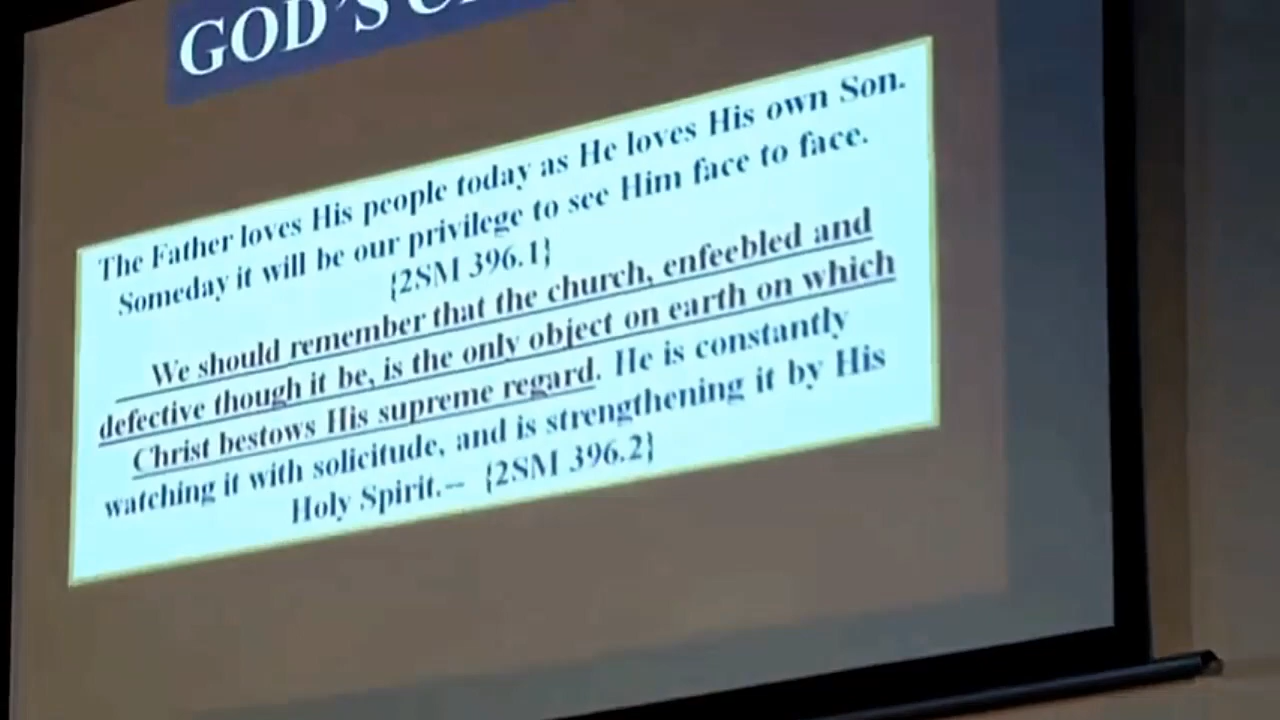 GOD'S
The Father loves His people today as He loves His own Son.
Someday it will be our privilege to see Him face to face.
{2SM 396.1}
We should remember that the church, enfeebled and
defective though it be, is the only object on earth on which
Christ bestows His supreme regard. He is constantly
watching it with solicitude, and is strengthening it by His
Holy Spirit.-- {2SM 396.2}